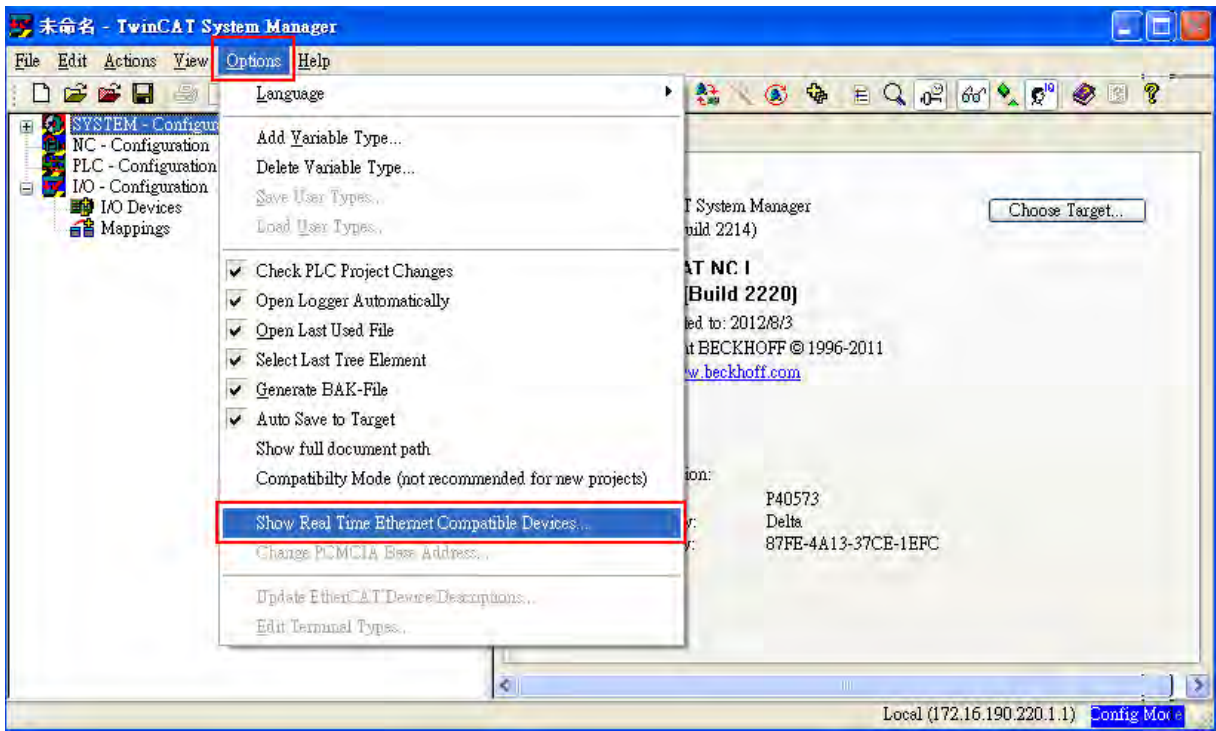 未命名 - TwinCAT System Manager
File Edit Actions View Options Help
Language
Add Variable Type...
Delete Variable Type...
Save User Types...
Load User Types...
Check PLC Project Changes
Open Logger Automatically
Open Last Used File
Select Last Tree Element
Generate BAK-File
Auto Save to Target
Show full document path
Compatibilty Mode (not recommended for new projects)
Show Real Time Ethernet Compatible Devices...
Change PCMCIA Base Address...
Update EtherCAT Device Descriptions...
Edit Terminal Types...
SYSTEM - Configur
NC - Configuration
PLC - Configuration
I/O - Configuration
I/O Devices
Mappings
T System Manager
Choose Target...
uild 2214)
AT NC I
[Build 2220]
ted to: 2012/8/3
ht BECKHOFF © 1996-2011
w.beckhoff.com
ion:
P40573
y: Delta
y: 87FE-4A13-37CE-1EFC
Local (172.16.190.220.1.1) Config Mode